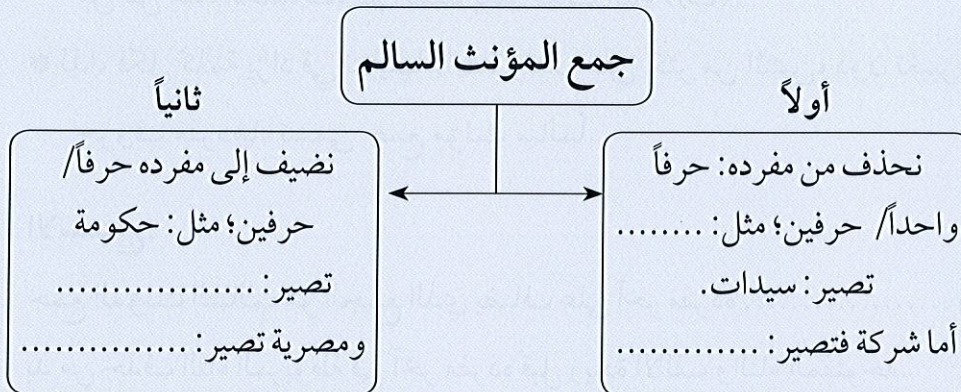 جمع المؤنث السالم
أولاً
نحذف من مفرده: حرفاً
واحداً/ حرفين؛ مثل: ........
تصير: سيدات.
أما شركة فتصير: .............
ثانياً
نضيف إلى مفرده حرفاً/
حرفين؛ مثل: حكومة
تصير: ..................
ومصرية تصير: ...............